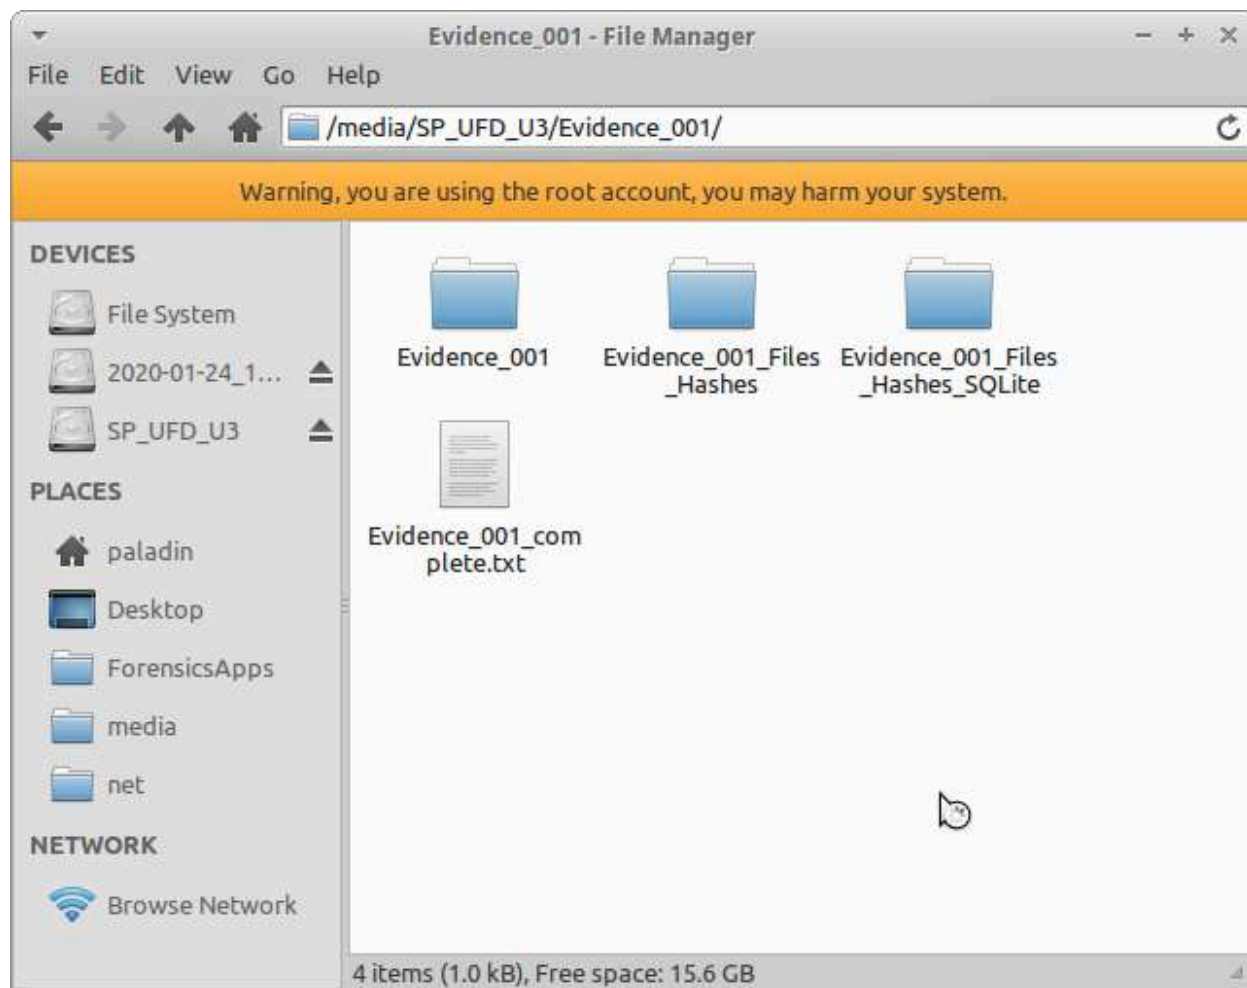 Evidence_001 - File Manager
File Edit View Go Help
/media/SP_UFD_U3/Evidence_001/
Warning, you are using the root account, you may harm your system.
DEVICES
File System
2020-01-24_1...
SP_UFD_U3
PLACES
paladin
Desktop
ForensicsApps
media
net
NETWORK
Browse Network
Evidence_001
Evidence_001_Files
_Hashes
Evidence_001_Files
_Hashes_SQLite
Evidence_001_com
plete.txt
4 items (1.0 kB), Free space: 15.6 GB